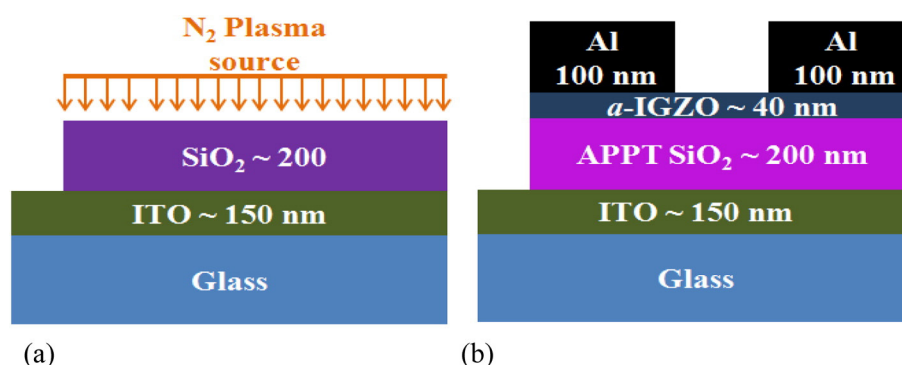 N₂ Plasma
source
SiO₂ ~ 200
ITO ~ 150 nm
Glass
(a)
Al
100 nm
Al
100 nm
a-IGZO ~ 40 nm
APPT SiO₂ ~ 200 nm
ITO ~ 150 nm
Glass
(b)